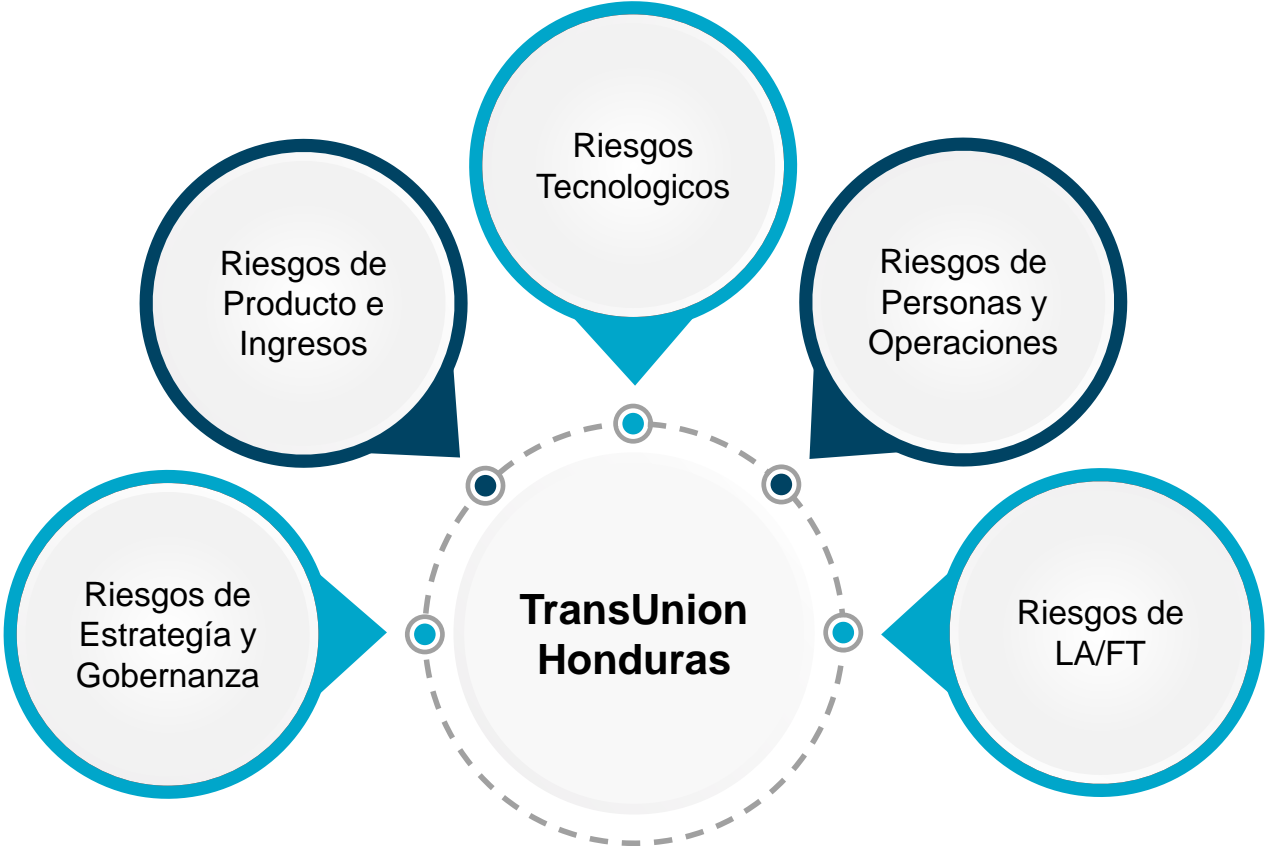 Riesgos
Tecnologicos
Riesgos de
Producto e
Ingresos
Riesgos de
Personas y
Operaciones
Riesgos de
Estrategía y
Gobernanza
TransUnion
Honduras
Riesgos de
LA/FT